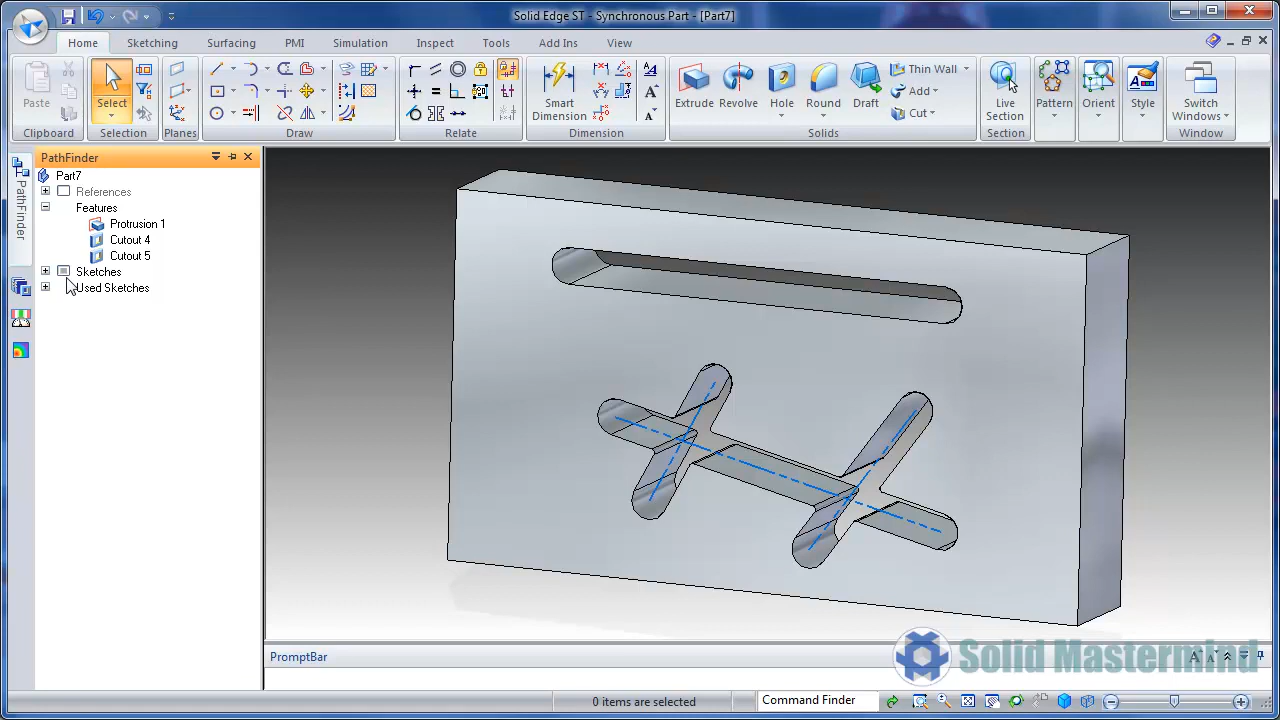 Solid Edge ST - Synchronous Part - [Part7]
Home Sketching Surfacing PMI Simulation Inspect Tools Add Ins View
Paste
Select
Smart Dimension
Extrude Revolve Hole Round Draft
Thin Wall
Add
Cut
Live Section
Pattern
Orient
Style
Switch Windows
Clipboard Selection Planes Draw Relate Dimension Solids Section Window
PathFinder
PathFinder
Part7
References
Features
Protrusion 1
Cutout 4
Cutout 5
Sketches
Used Sketches
PromptBar
Solid Mastermind
0 items are selected
Command Finder